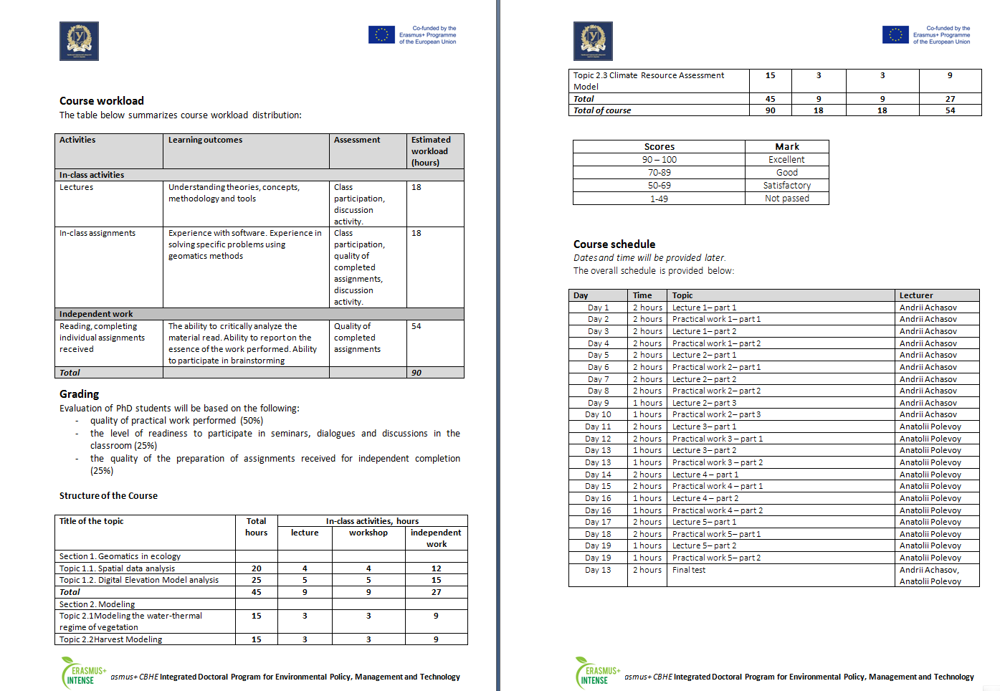 Co-funded by the
Erasmus+ Programme
of the European Union
Course workload
The table below summarizes course workload distribution:
Activities Learning outcomes Assessment Estimated workload (hours)
In-class activities
Lectures Understanding theories, concepts, methodology and tools Class participation, discussion activity. 18
In-class assignments Experience with software. Experience in solving specific problems using geomatics methods Class participation, quality of completed assignments, discussion activity. 18
Independent work
Reading, completing individual assignments received The ability to critically analyze the material read. Ability to report on the essence of the work performed. Ability to participate in brainstorming Quality of completed assignments 54
Total 90
Grading
Evaluation of PhD students will be based on the following:
- quality of practical work performed (50%)
- the level of readiness to participate in seminars, dialogues and discussions in the
classroom (25%)
- the quality of the preparation of assignments received for independent completion
(25%)
Structure of the Course
Title of the topic Total hours In-class activities, hours
lecture workshop independent work
Section 1. Geomatics in ecology
Topic 1.1. Spatial data analysis 20 4 4 12
Topic 1.2. Digital Elevation Model analysis 25 5 5 15
Total 45 9 9 27
Section 2. Modeling
Topic 2.1Modeling the water-thermal regime of vegetation 15 3 3 9
Topic 2.2Harvest Modeling 15 3 3 9
ERASMUS+
INTENSE
asmus+ CBHE Integrated Doctoral Program for Environmental Policy, Management and Technology
Co-funded by the
Erasmus+ Programme
of the European Union
Topic 2.3 Climate Resource Assessment Model 15 3 3 9
Total 45 9 9 27
Total of course 90 18 18 54
Scores Mark
90 – 100 Excellent
70-89 Good
50-69 Satisfactory
1-49 Not passed
Course schedule
Dates and time will be provided later.
The overall schedule is provided below:
Day Time Topic Lecturer
Day 1 2 hours Lecture 1– part 1 Andrii Achasov
Day 2 2 hours Practical work 1– part 1 Andrii Achasov
Day 3 2 hours Lecture 1– part 2 Andrii Achasov
Day 4 2 hours Practical work 1– part 2 Andrii Achasov
Day 5 2 hours Lecture 2– part 1 Andrii Achasov
Day 6 2 hours Practical work 2– part 1 Andrii Achasov
Day 7 2 hours Lecture 2– part 2 Andrii Achasov
Day 8 2 hours Practical work 2– part 2 Andrii Achasov
Day 9 1 hours Lecture 2– part 3 Andrii Achasov
Day 10 1 hours Practical work 2– part 3 Andrii Achasov
Day 11 2 hours Lecture 3– part 1 Anatolii Polevoy
Day 12 2 hours Practical work 3 – part 1 Anatolii Polevoy
Day 13 1 hours Lecture 3– part 2 Anatolii Polevoy
Day 13 1 hours Practical work 3 – part 2 Anatolii Polevoy
Day 14 2 hours Lecture 4 – part 1 Anatolii Polevoy
Day 15 2 hours Practical work 4 – part 1 Anatolii Polevoy
Day 16 1 hours Lecture 4 – part 2 Anatolii Polevoy
Day 16 1 hours Practical work 4 – part 2 Anatolii Polevoy
Day 17 2 hours Lecture 5– part 1 Anatolii Polevoy
Day 18 2 hours Practical work 5– part 1 Anatolii Polevoy
Day 19 1 hours Lecture 5– part 2 Anatolii Polevoy
Day 19 1 hours Practical work 5– part 2 Anatolii Polevoy
Day 13 2 hours Final test Andrii Achasov, Anatolii Polevoy
ERASMUS+
INTENSE
asmus+ CBHE Integrated Doctoral Program for Environmental Policy, Management and Technology